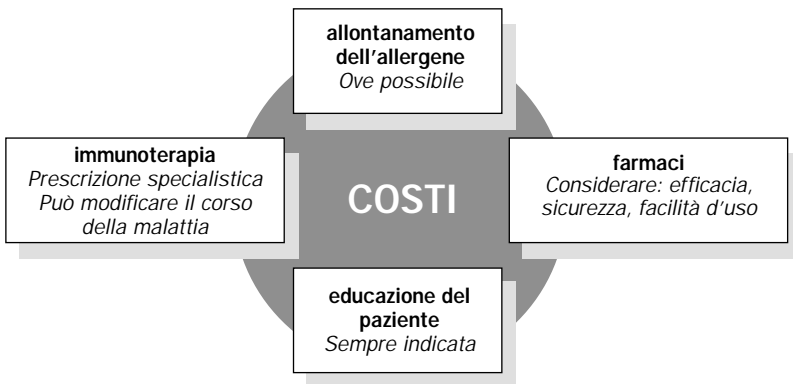 allontanamento
dell'allergene
Ove possibile
immunoterapia
Prescrizione specialistica
Può modificare il corso
della malattia
COSTI
farmaci
Considerare: efficacia,
sicurezza, facilità d'uso
educazione del
paziente
Sempre indicata